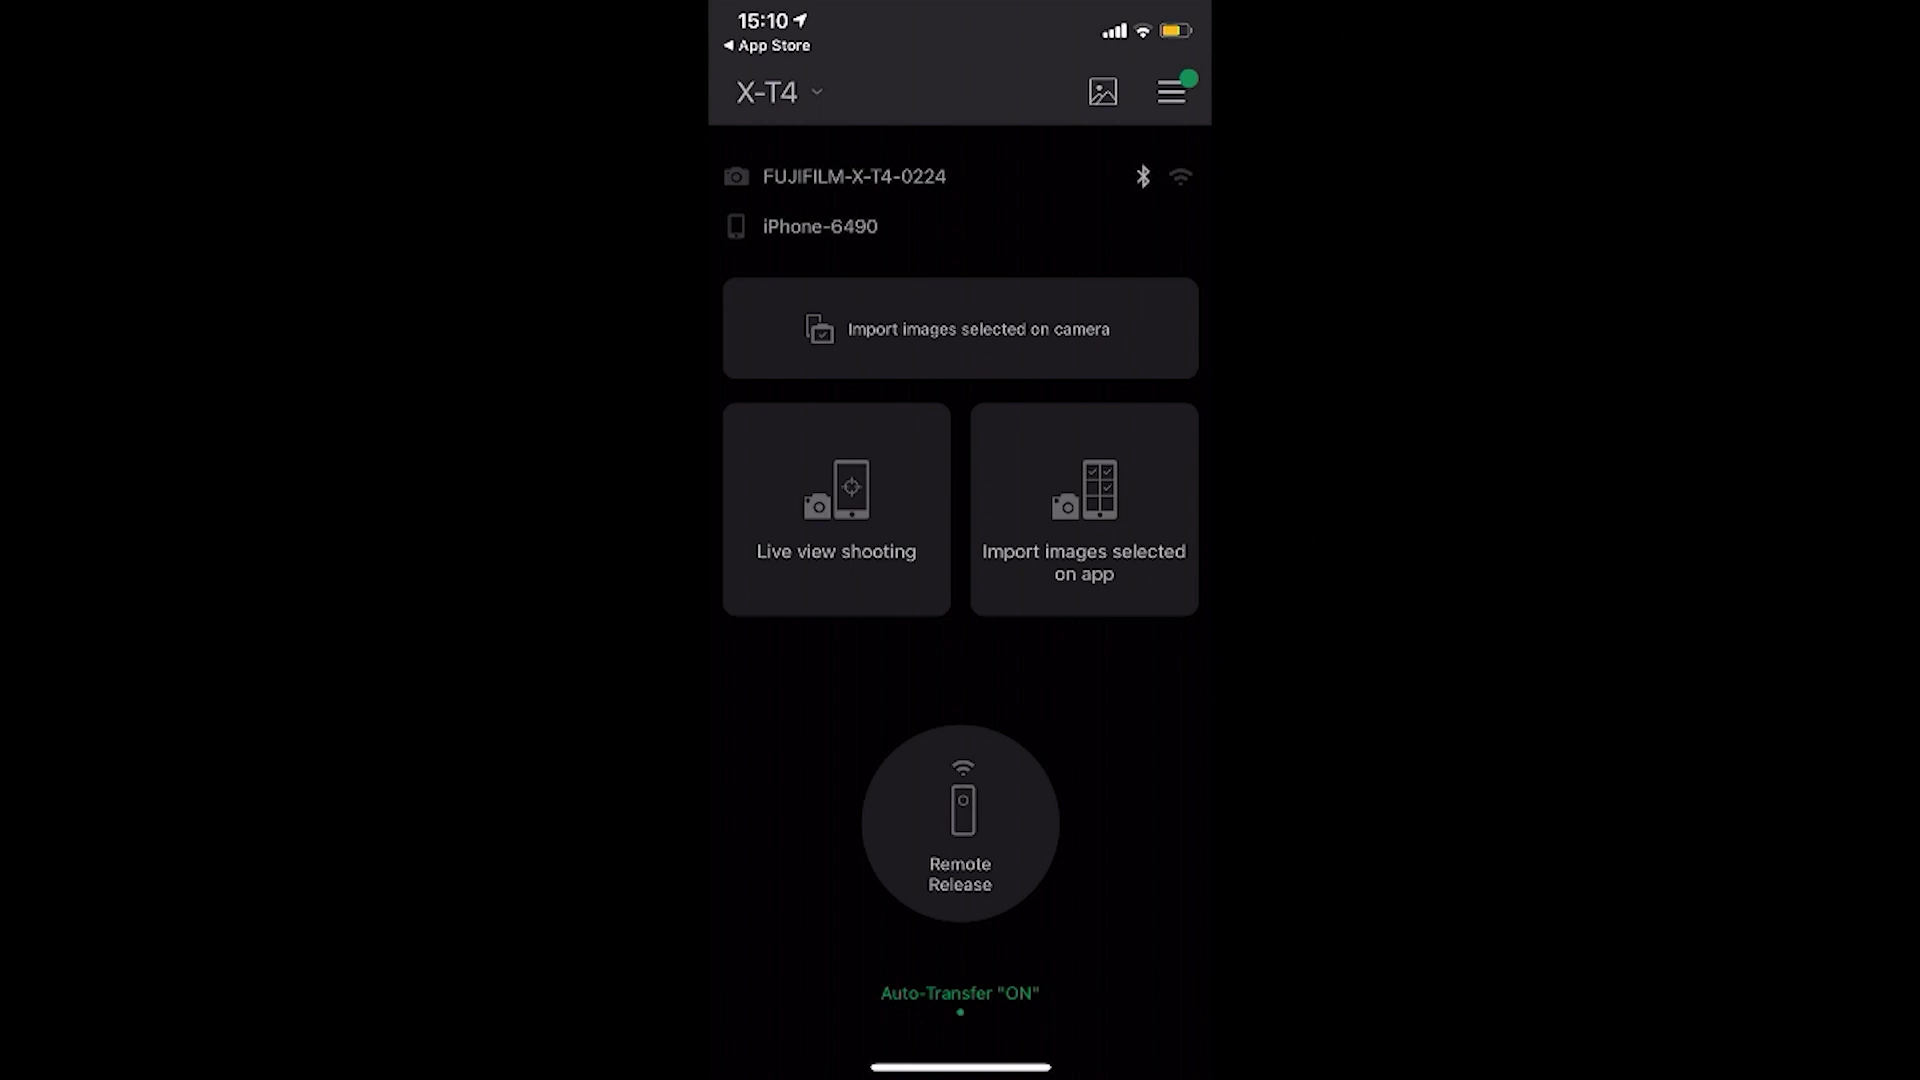 15:10
◀ App Store
X-T4
FUJIFILM-X-T4-0224
iPhone-6490
Import images selected on camera
Live view shooting
Import images selected
on app
Remote
Release
Auto-Transfer "ON"